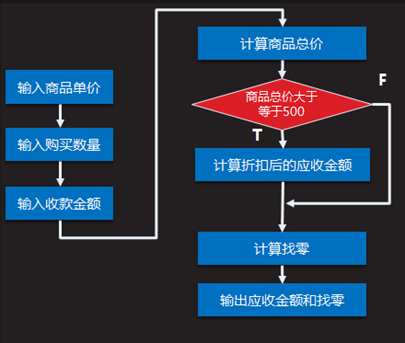 输入商品单价
输入购买数量
输入收款金额
计算商品总价
商品总价大于
等于500
F
T
计算折扣后的应收金额
计算找零
输出应收金额和找零